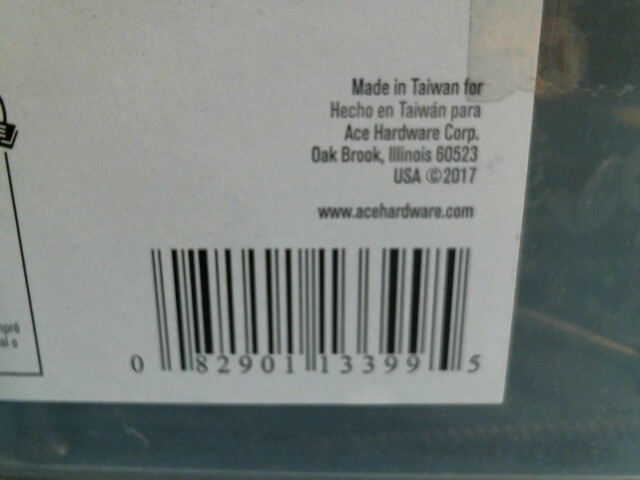 Made in Taiwan for
Hecho en Taiwán para
Ace Hardware Corp.
Oak Brook, Illinois 60523
USA ©2017
www.acehardware.com
0 82901 13399 5